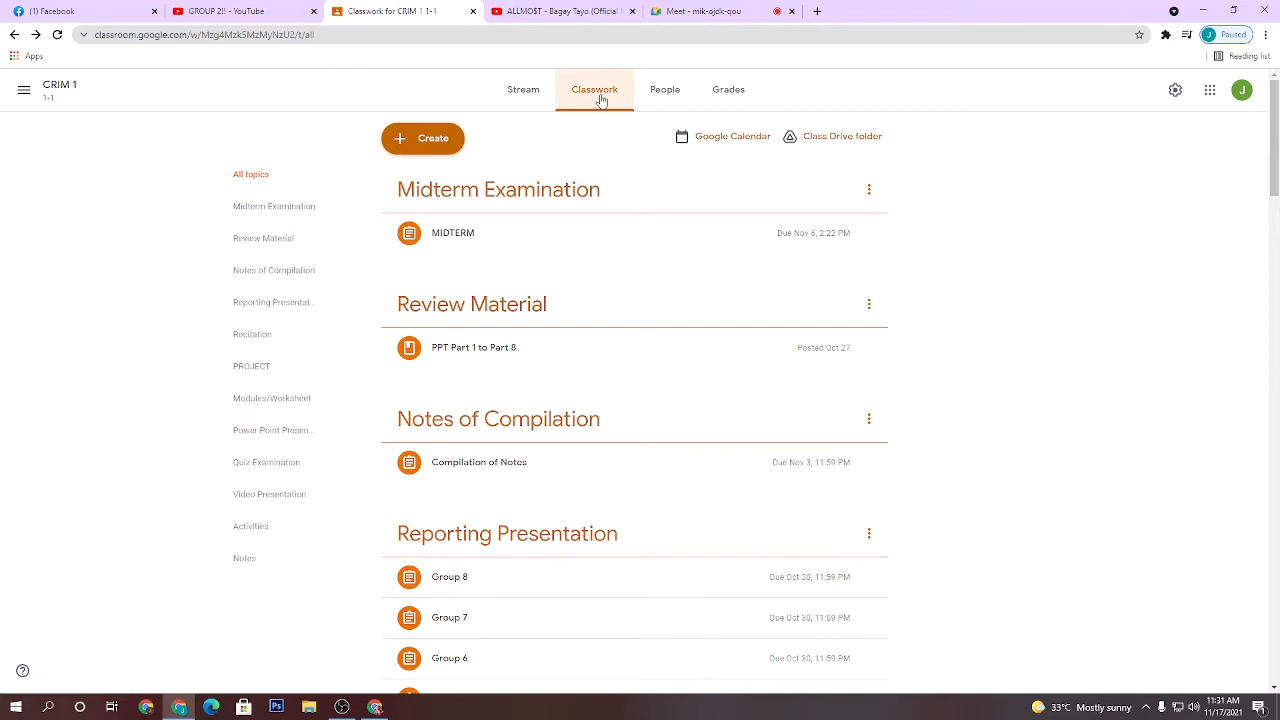 Facebook
GROUP 2!! - YouTube
Classwork for CRIM 1 1-1
ALLMO$T - Bagay Tayo (Official
Meet - mik-ojdk-qou
classroom.google.com/w/Mzg4Mzk5MzMyNzU2/t/all
Paused
Apps
Reading list
CRIM 1
1-1
Stream
Classwork
People
Grades
J
Create
Google Calendar
Class Drive folder
All topics
Midterm Examination
Review Material
Notes of Compilation
Reporting Presentat...
Recitation
PROJECT
Modules/Worksheet
Power Point Presen...
Quiz Examination
Video Presentation
Activities
Notes
Midterm Examination
MIDTERM
Due Nov 6, 2:22 PM
Review Material
PPT Part 1 to Part 8
Posted Oct 27
Notes of Compilation
Compilation of Notes
Due Nov 3, 11:59 PM
Reporting Presentation
Group 8
Due Oct 30, 11:59 PM
Group 7
Due Oct 30, 11:59 PM
Group 6
Due Oct 30, 11:59 PM
33°C Mostly sunny
11:31 AM
11/17/2021